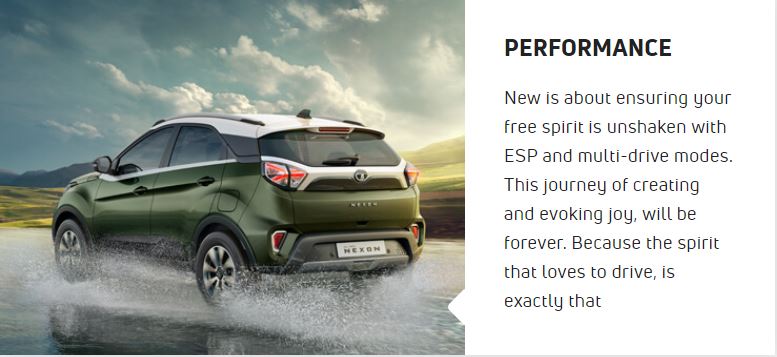 PERFORMANCE
New is about ensuring your
free spirit is unshaken with
ESP and multi-drive modes.
This journey of creating
and evoking joy, will be
forever. Because the spirit
that loves to drive, is
exactly that
NEXON
NEXON